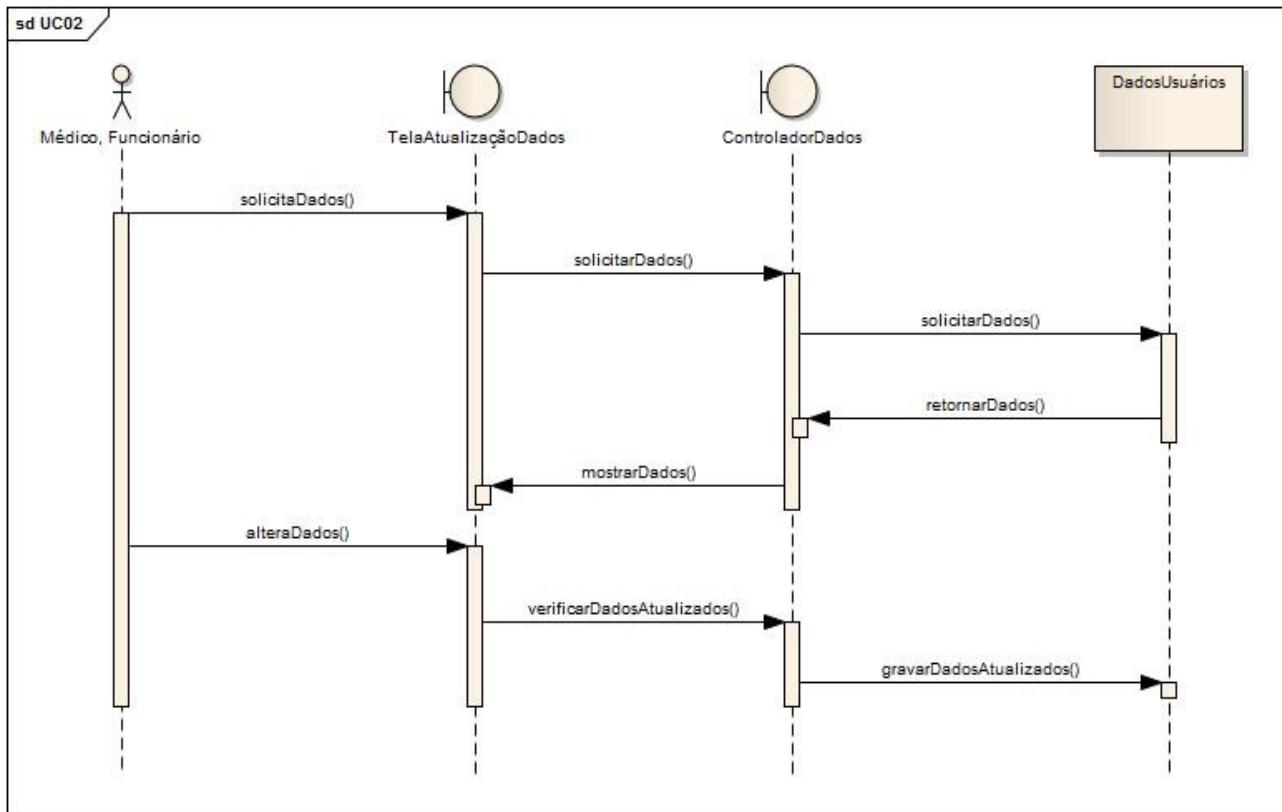 sd UC02
Médico, Funcionário
TelaAtualizaçãoDados
ControladorDados
DadosUsuários
solicitaDados()
solicitarDados()
solicitarDados()
retornarDados()
mostrarDados()
alteraDados()
verificarDadosAtualizados()
gravarDadosAtualizados()